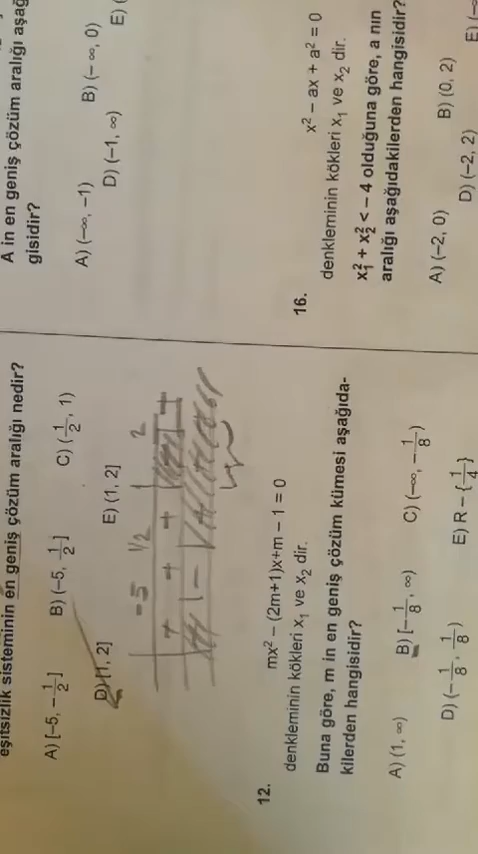 eşitsizlik sisteminin en geniş çözüm aralığı nedir?
A) [-5, -1/2]
B) (-5, 1/2]
C) (1/2, 1)
D) [1, 2]
E) (1, 2]
-5 1/2 2
12.
mx² – (2m+1)x+m – 1 = 0
denkleminin kökleri x₁ ve x₂ dir.
Buna göre, m in en geniş çözüm kümesi aşağıda-
kilerden hangisidir?
A) (1, ∞)
B) [-1/8, ∞)
C) (-∞, -1/8)
D) (-1/8, 1/8)
E) R – {1/4}
A in en geniş çözüm aralığı aşağ
gisidir?
A) (-∞, -1)
B) (- ∞, 0)
D) (-1, ∞)
E) (
16.
x² – ax + a² = 0
denkleminin kökleri x₁ ve x₂ dir.
x₁² + x₂² < – 4 olduğuna göre, a nın
aralığı aşağıdakilerden hangisidir?
A) (-2, 0)
B) (0, 2)
D) (-2, 2)